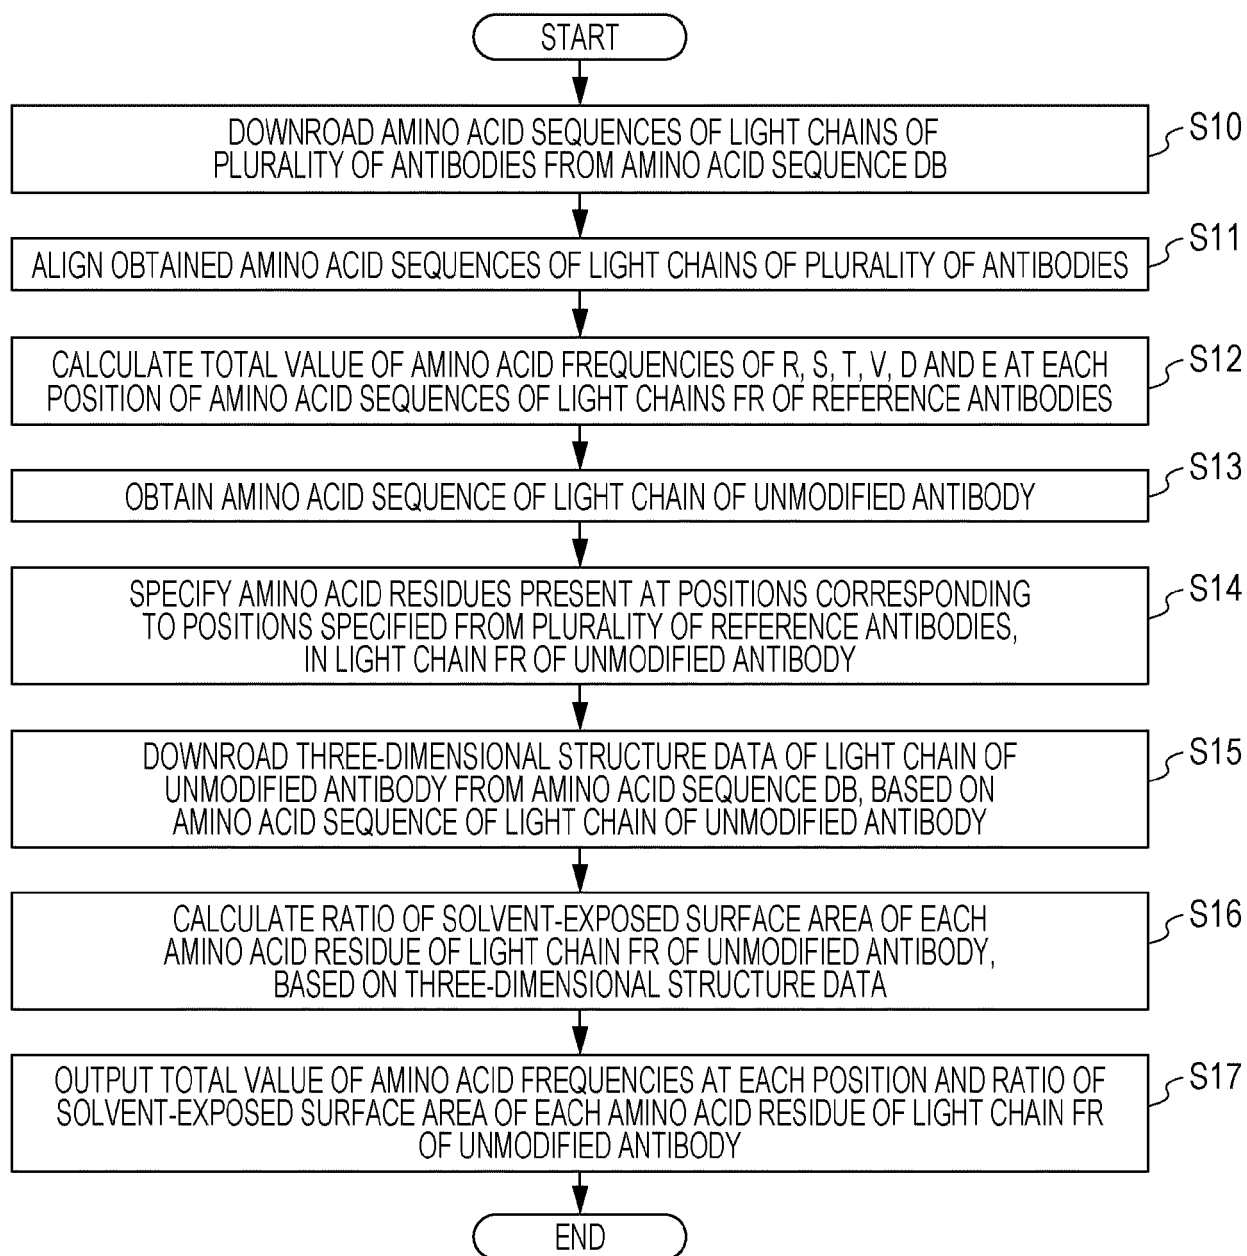 START
DOWNROAD AMINO ACID SEQUENCES OF LIGHT CHAINS OF
PLURALITY OF ANTIBODIES FROM AMINO ACID SEQUENCE DB
S10
ALIGN OBTAINED AMINO ACID SEQUENCES OF LIGHT CHAINS OF PLURALITY OF ANTIBODIES
S11
CALCULATE TOTAL VALUE OF AMINO ACID FREQUENCIES OF R, S, T, V, D AND E AT EACH
POSITION OF AMINO ACID SEQUENCES OF LIGHT CHAINS FR OF REFERENCE ANTIBODIES
S12
OBTAIN AMINO ACID SEQUENCE OF LIGHT CHAIN OF UNMODIFIED ANTIBODY
S13
SPECIFY AMINO ACID RESIDUES PRESENT AT POSITIONS CORRESPONDING
TO POSITIONS SPECIFIED FROM PLURALITY OF REFERENCE ANTIBODIES,
IN LIGHT CHAIN FR OF UNMODIFIED ANTIBODY
S14
DOWNROAD THREE-DIMENSIONAL STRUCTURE DATA OF LIGHT CHAIN OF
UNMODIFIED ANTIBODY FROM AMINO ACID SEQUENCE DB, BASED ON
AMINO ACID SEQUENCE OF LIGHT CHAIN OF UNMODIFIED ANTIBODY
S15
CALCULATE RATIO OF SOLVENT-EXPOSED SURFACE AREA OF EACH
AMINO ACID RESIDUE OF LIGHT CHAIN FR OF UNMODIFIED ANTIBODY,
BASED ON THREE-DIMENSIONAL STRUCTURE DATA
S16
OUTPUT TOTAL VALUE OF AMINO ACID FREQUENCIES AT EACH POSITION AND RATIO OF
SOLVENT-EXPOSED SURFACE AREA OF EACH AMINO ACID RESIDUE OF LIGHT CHAIN FR
OF UNMODIFIED ANTIBODY
S17
END